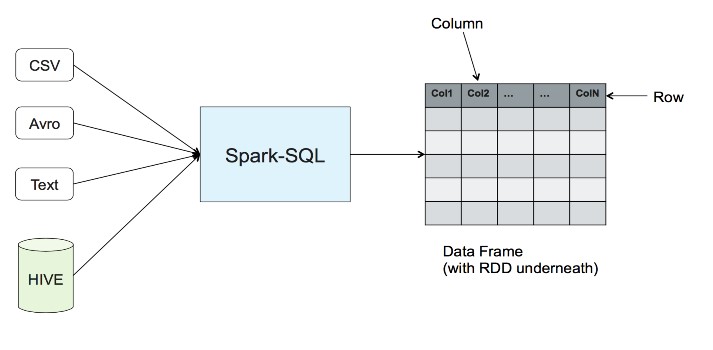 Column
CSV
Col1 Col2 ... ... ColN
Row
Avro
Spark-SQL
Text
Data Frame
(with RDD underneath)
HIVE